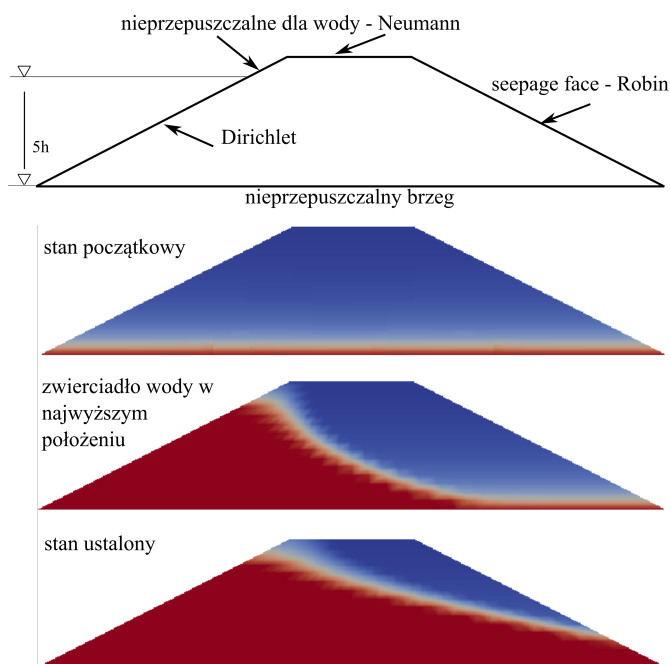 nieprzepuszczalne dla wody - Neumann
seepage face - Robin
5h
Dirichlet
nieprzepuszczalny brzeg
stan początkowy
zwierciadło wody w
najwyższym
położeniu
stan ustalony